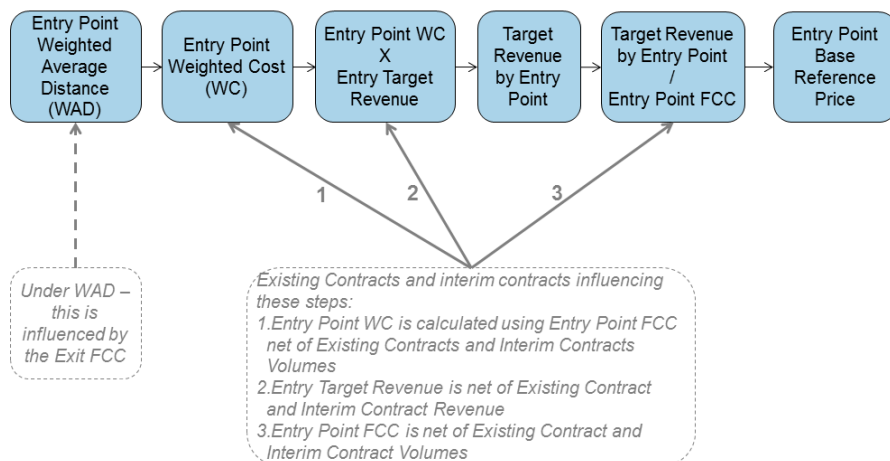 Entry Point
Weighted
Average
Distance
(WAD)
Entry Point
Weighted Cost
(WC)
Entry Point WC
X
Entry Target
Revenue
Target
Revenue
by Entry
Point
Target Revenue
by Entry Point
/
Entry Point FCC
Entry Point
Base
Reference
Price
1
2
3
Under WAD –
this is
influenced by
the Exit FCC
Existing Contracts and interim contracts influencing
these steps:
1.Entry Point WC is calculated using Entry Point FCC
net of Existing Contracts and Interim Contracts
Volumes
2.Entry Target Revenue is net of Existing Contract
and Interim Contract Revenue
3.Entry Point FCC is net of Existing Contract and
Interim Contract Volumes